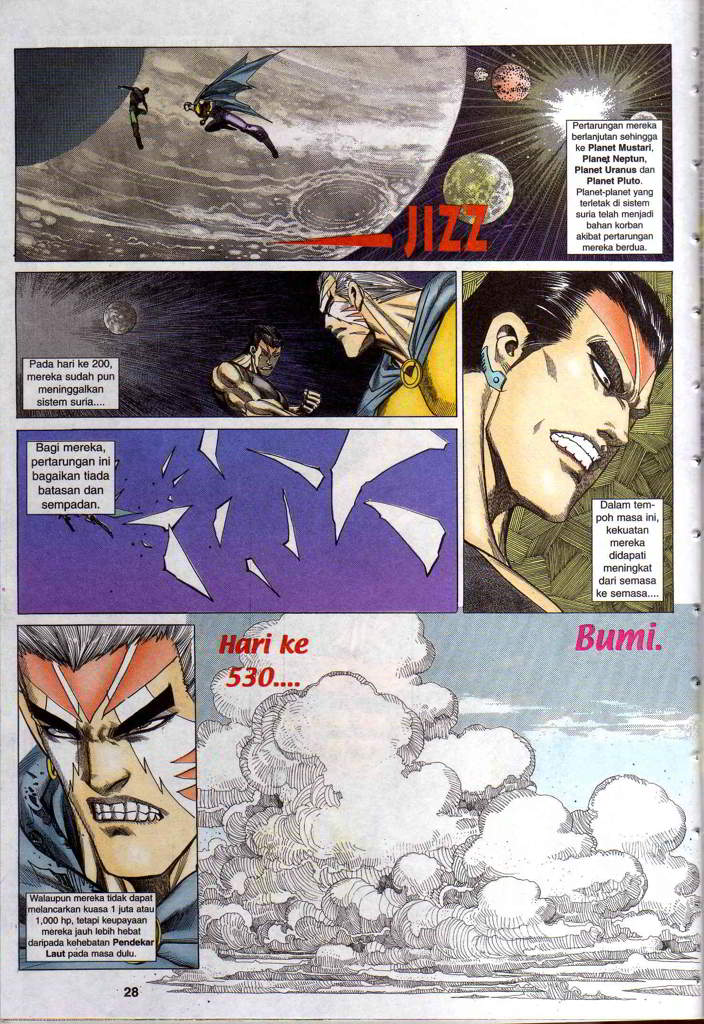 Pertarungan mereka
berlanjutan sehingga
ke Planet Mustari,
Planet Neptun,
Planet Uranus dan
Planet Pluto.
Planet-planet yang
terletak di sistem
suria telah menjadi
bahan korban
akibat pertarungan
mereka berdua.
JIZZ
Pada hari ke 200,
mereka sudah pun
meninggalkan
sistem suria....
Dalam tem-
poh masa ini,
kekuatan
mereka
didapati
meningkat
dari semasa
ke semasa....
Bagi mereka,
pertarungan ini
bagaikan tiada
batasan dan
sempadan.
Hari ke
530....
Bumi.
Walaupun mereka tidak dapat
melancarkan kuasa 1 juta atau
1,000 hp, tetapi keupayaan
mereka jauh lebih hebat
daripada kehebatan Pendekar
Laut pada masa dulu.
28